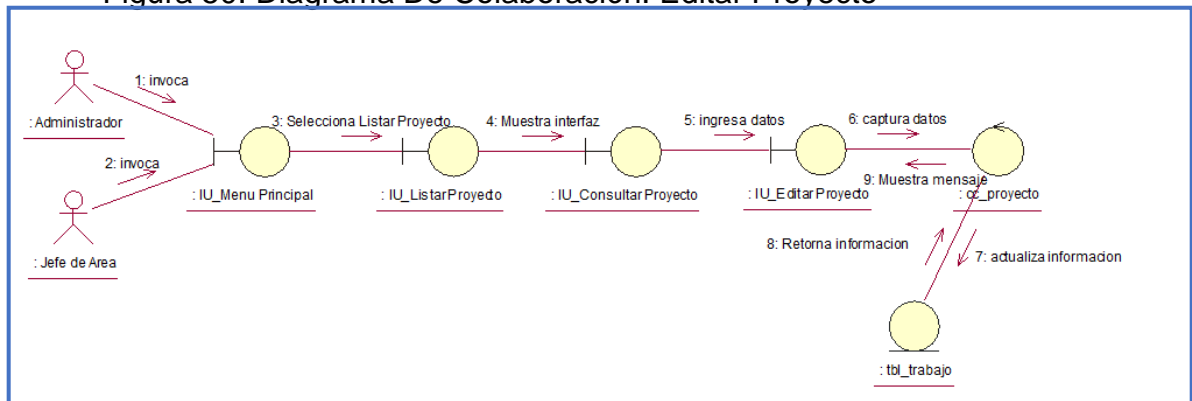 Figura Diagrama De Colaboración: Editar Proyecto
1: invoca
: Administrador
3: Selecciona Listar Proyecto
4: Muestra interfaz
5: ingresa datos
6: captura datos
2: invoca
9: Muestra mensaje
: IU_Menu Principal
: IU_ListarProyecto
: IU_Consultar Proyecto
: IU_Editar Proyecto
: cc_proyecto
8: Retorna informacion
7: actualiza informacion
: Jefe de Area
: tbl_trabajo